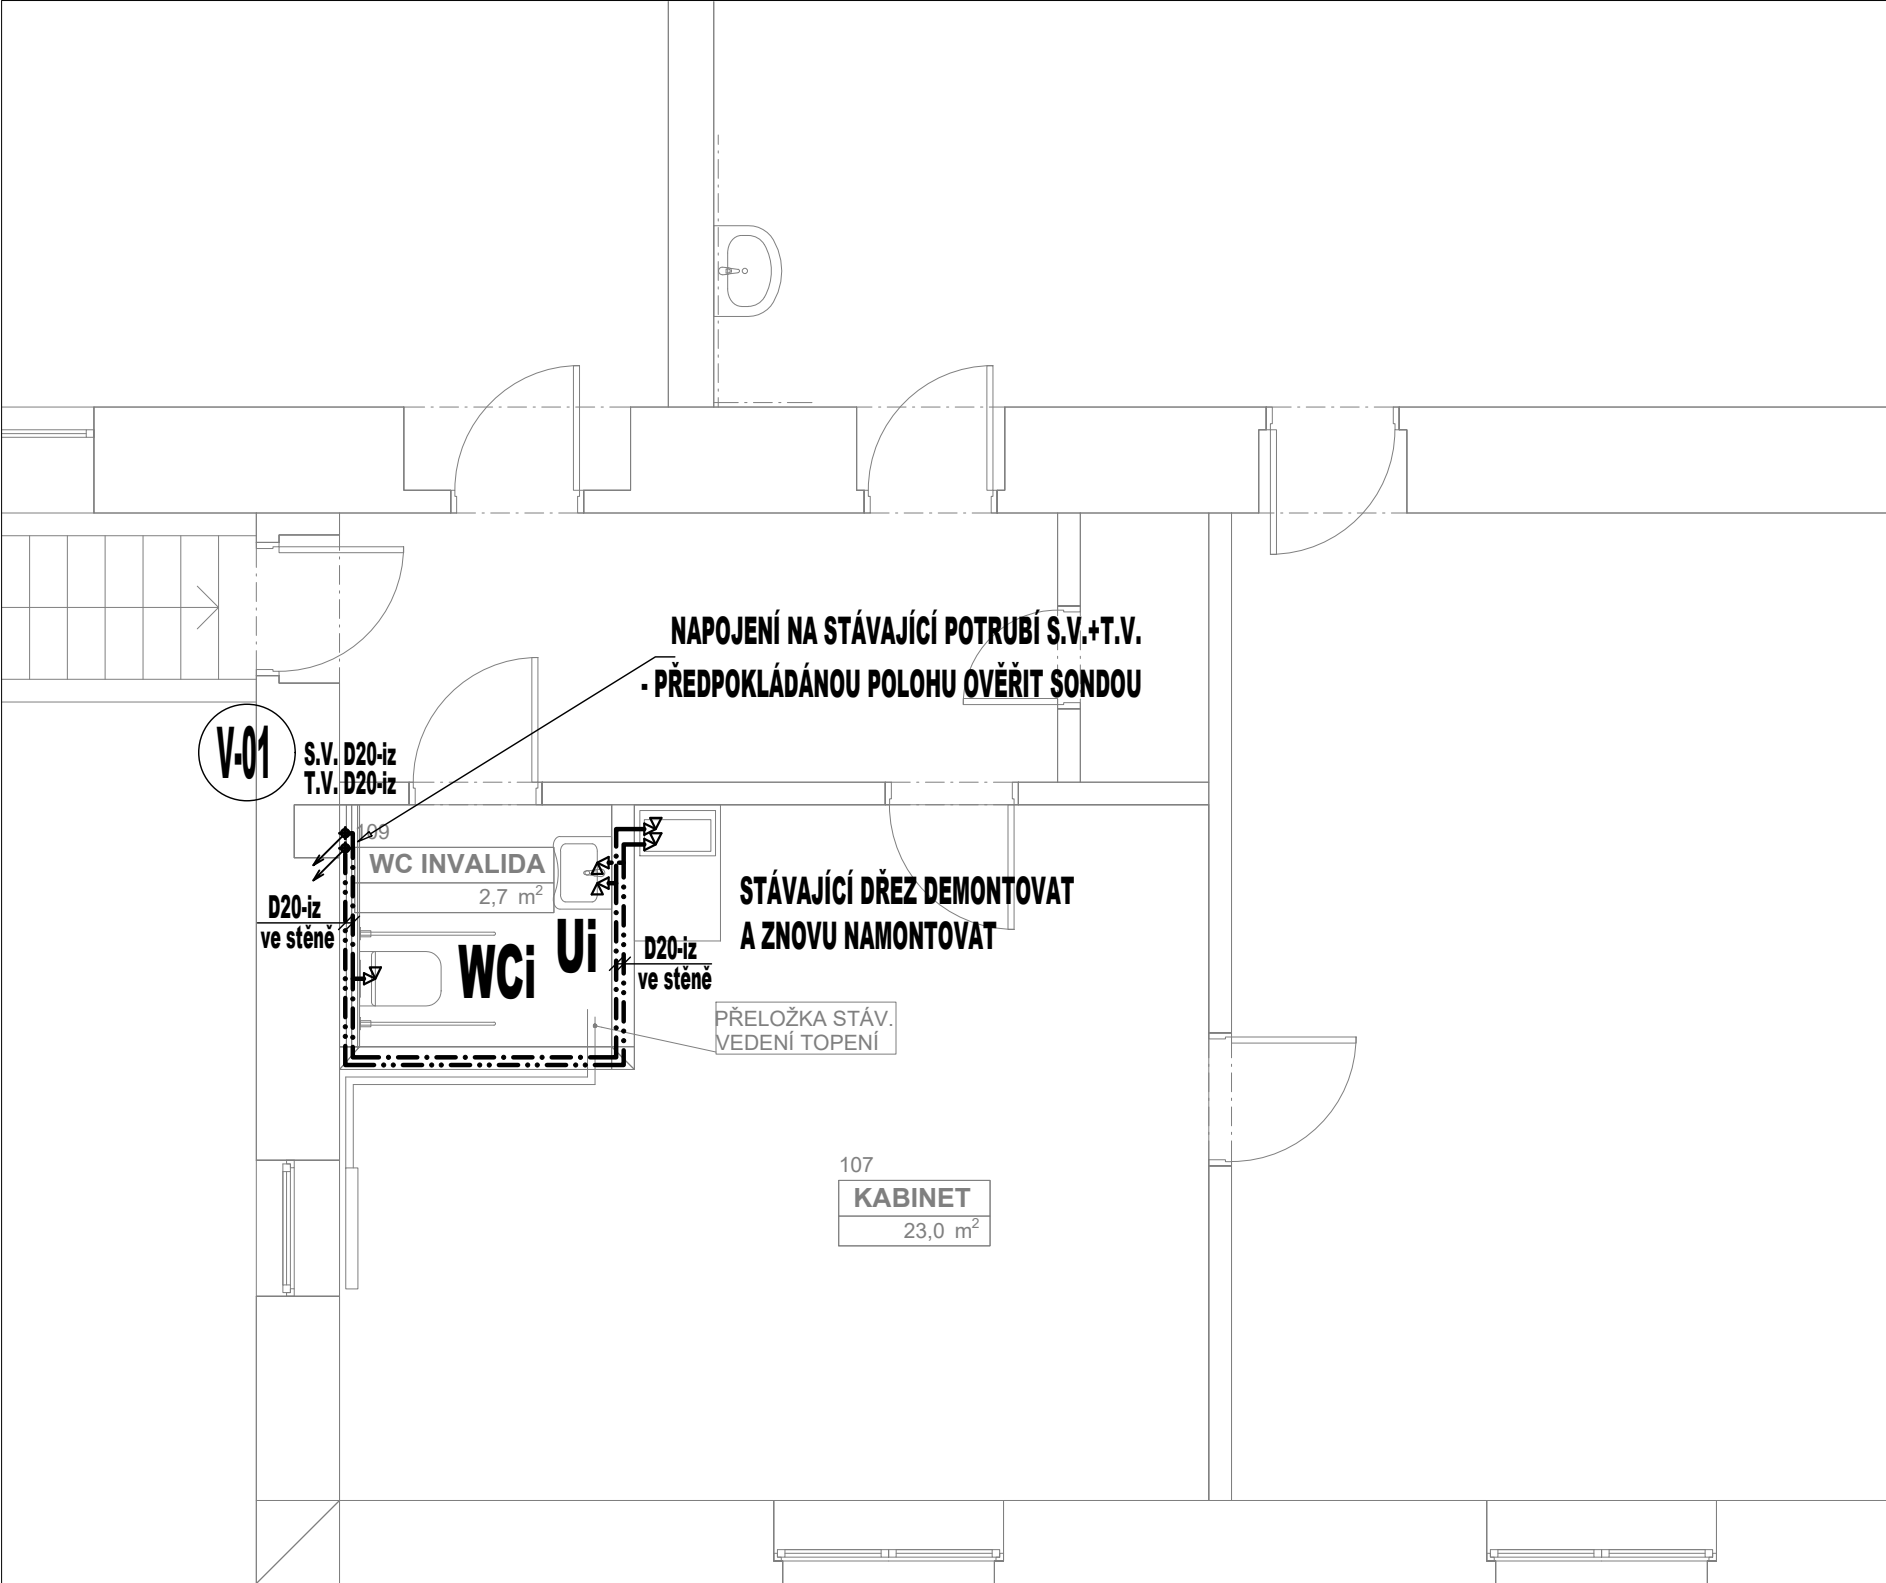 NAPOJENÍ NA STÁVAJÍCÍ POTRUBÍ S.V.+T.V.
- PŘEDPOKLÁDÁNOU POLOHU OVĚŘIT SONDOU
V-01
S.V. D20-iz
T.V. D20-iz
109
WC INVALIDA
2,7 m²
D20-iz
ve stěně
STÁVAJÍCÍ DŘEZ DEMONTOVAT
A ZNOVU NAMONTOVAT
WCi
Ui
D20-iz
ve stěně
PŘELOŽKA STÁV.
VEDENÍ TOPENÍ
107
KABINET
23,0 m²